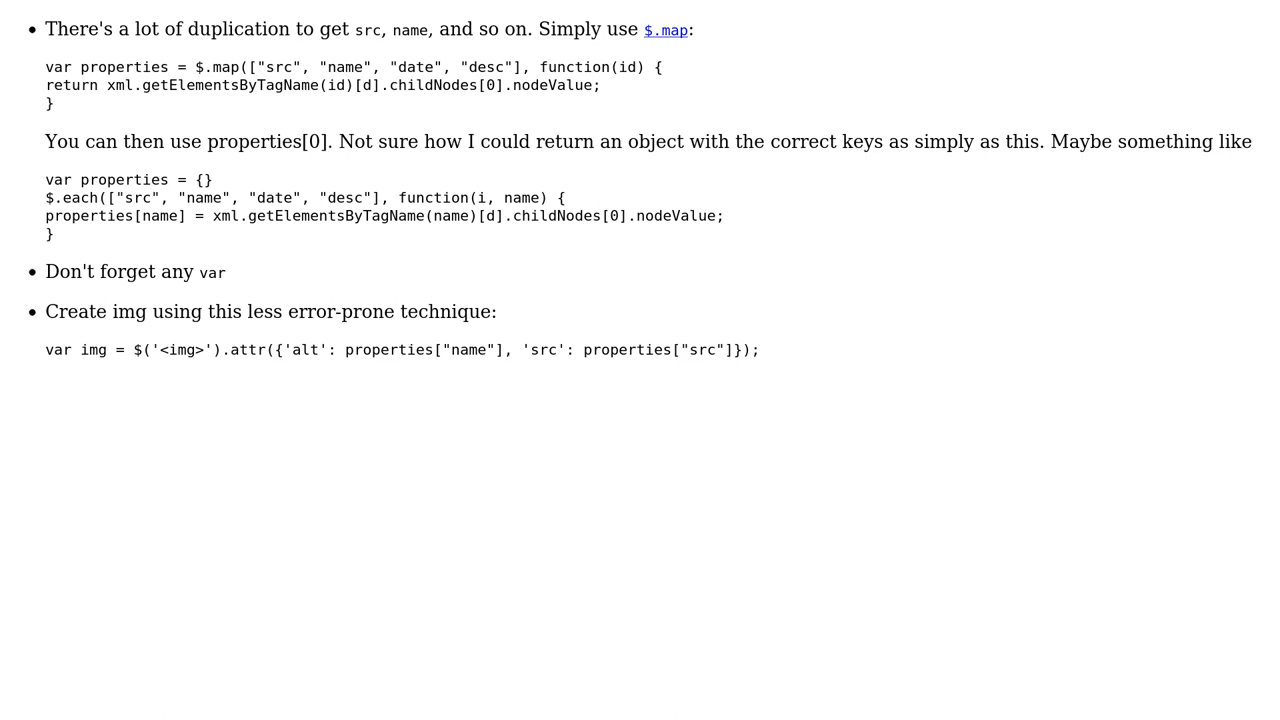 • There's a lot of duplication to get src, name, and so on. Simply use $.map:
var properties = $.map(["src", "name", "date", "desc"], function(id) {
return xml.getElementsByTagName(id)[d].childNodes[0].nodeValue;
}
You can then use properties[0]. Not sure how I could return an object with the correct keys as simply as this. Maybe something like
var properties = {}
$.each(["src", "name", "date", "desc"], function(i, name) {
properties[name] = xml.getElementsByTagName(name)[d].childNodes[0].nodeValue;
}
• Don't forget any var
• Create img using this less error-prone technique:
var img = $('<img>').attr({'alt': properties["name"], 'src': properties["src"]});